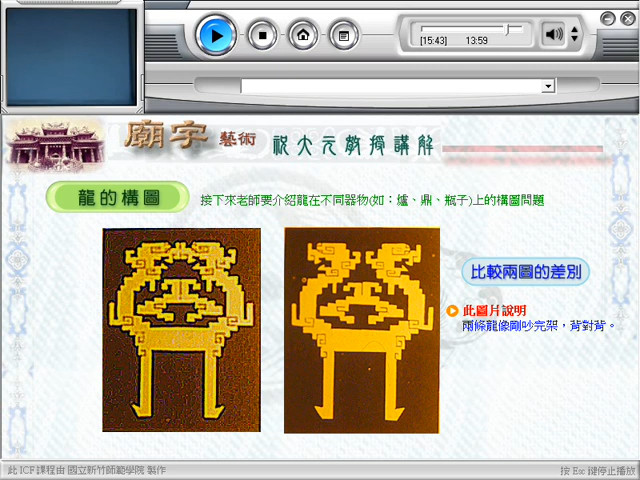 [15:43] 13:59
廟宇 藝術 祝大元教授講解
龍的構圖
接下來老師要介紹龍在不同器物(如：爐、鼎、瓶子)上的構圖問題
比較兩圖的差別
此圖片說明
兩條龍像剛吵完架，背對背。
此 ICF 課程由 國立新竹師範學院 製作
按 Esc 鍵停止播放